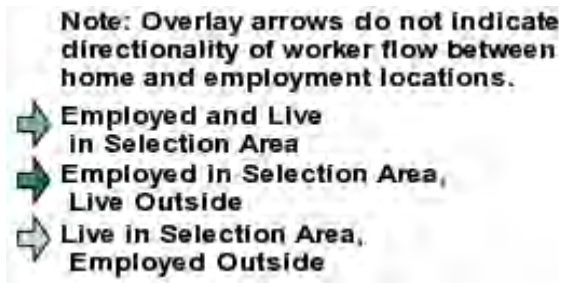 Note: Overlay arrows do not indicate
directionality of worker flow between
home and employment locations.
Employed and Live
in Selection Area
Employed in Selection Area,
Live Outside
Live in Selection Area,
Employed Outside